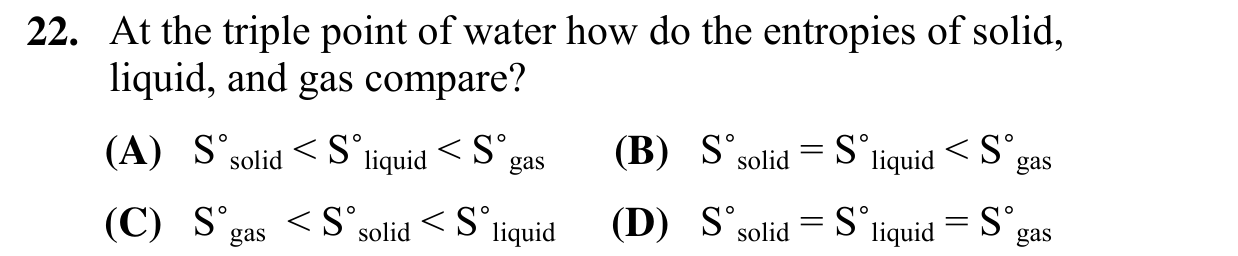 22. At the triple point of water how do the entropies of solid,
liquid, and gas compare?
(A) S°solid < S°liquid < S°gas (B) S°solid = S°liquid < S°gas
(C) S°gas < S°solid < S°liquid (D) S°solid = S°liquid = S°gas